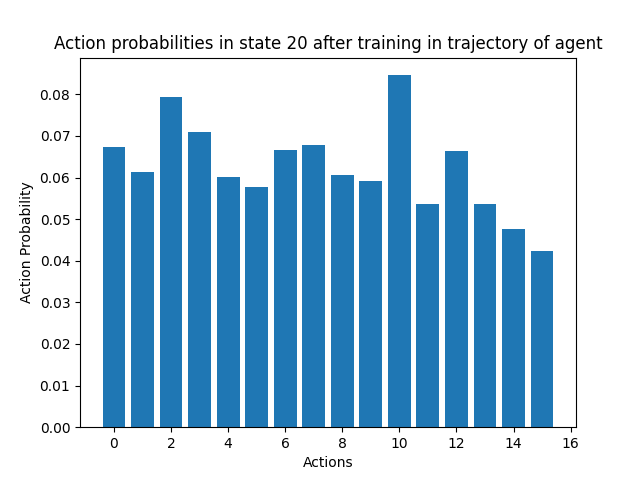 Action probabilities in state 20 after training in trajectory of agent
0.08
0.07
0.06
0.05
0.04
0.03
0.02
0.01
0.00
Action Probability
0 2 4 6 8 10 12 14 16
Actions